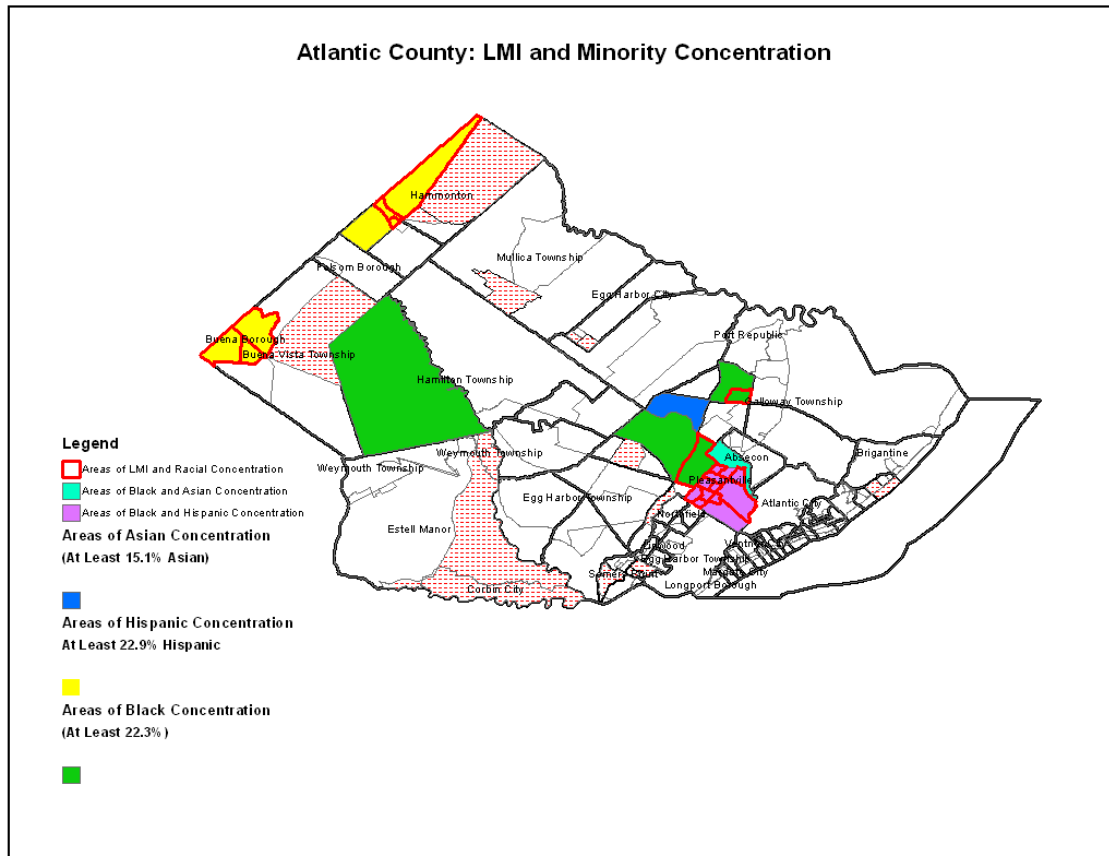 Atlantic County: LMI and Minority Concentration
Hammonton
Mullica Township
Folsom Borough
Egg Harbor City
Port Republic
Buena Borough
Buena Vista Township
Hamilton Township
Galloway Township
Weymouth Township
Weymouth Township
Absecon
Brigantine
Pleasantville
Egg Harbor Township
Atlantic City
Northfield
Estell Manor
Ventnor City
Linwood
Egg Harbor Township
Somers Point
Margate City
Longport Borough
Corbin City
Legend
Areas of LMI and Racial Concentration
Areas of Black and Asian Concentration
Areas of Black and Hispanic Concentration
Areas of Asian Concentration
(At Least 15.1% Asian)
Areas of Hispanic Concentration
At Least 22.9% Hispanic
Areas of Black Concentration
(At Least 22.3%)